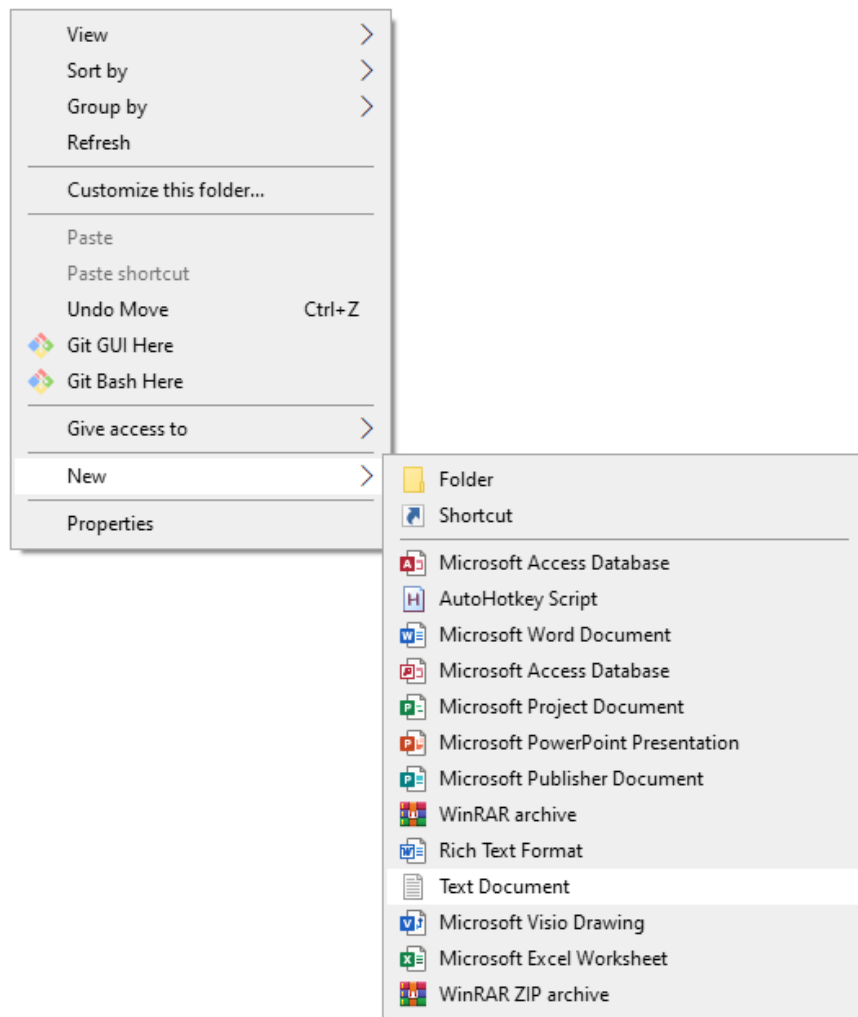 View
Sort by
Group by
Refresh
Customize this folder...
Paste
Paste shortcut
Undo Move Ctrl+Z
Git GUI Here
Git Bash Here
Give access to
New
Properties
Folder
Shortcut
Microsoft Access Database
AutoHotkey Script
Microsoft Word Document
Microsoft Access Database
Microsoft Project Document
Microsoft PowerPoint Presentation
Microsoft Publisher Document
WinRAR archive
Rich Text Format
Text Document
Microsoft Visio Drawing
Microsoft Excel Worksheet
WinRAR ZIP archive